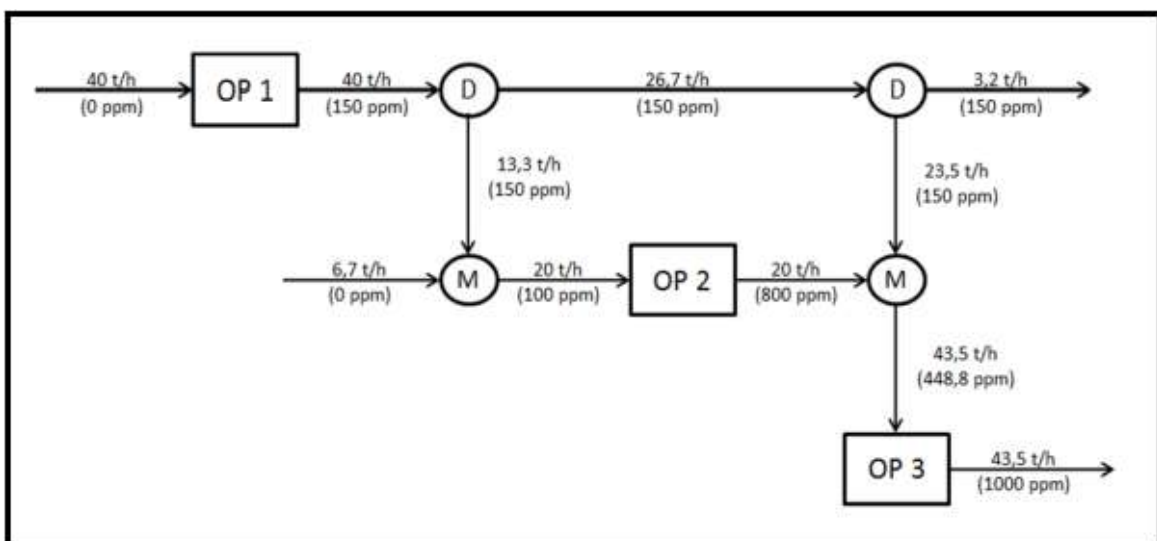 40 t/h
(0 ppm)
OP 1
40 t/h
(150 ppm)
D
26,7 t/h
(150 ppm)
D
3,2 t/h
(150 ppm)
13,3 t/h
(150 ppm)
23,5 t/h
(150 ppm)
6,7 t/h
(0 ppm)
M
20 t/h
(100 ppm)
OP 2
20 t/h
(800 ppm)
M
43,5 t/h
(448,8 ppm)
OP 3
43,5 t/h
(1000 ppm)